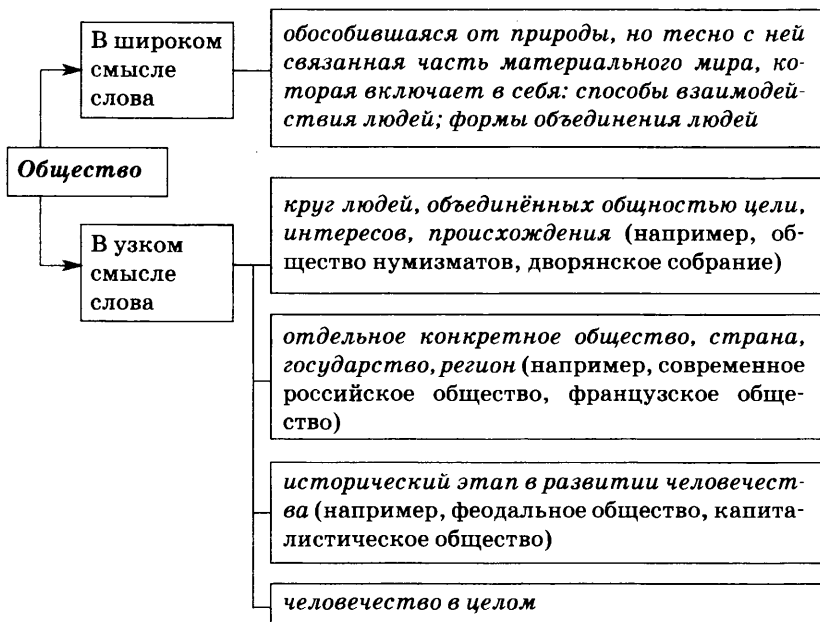 Общество
В широком
смысле
слова
обособившаяся от природы, но тесно с ней
связанная часть материального мира, ко-
торая включает в себя: способы взаимодей-
ствия людей; формы объединения людей
В узком
смысле
слова
круг людей, объединённых общностью цели,
интересов, происхождения (например, об-
щество нумизматов, дворянское собрание)
отдельное конкретное общество, страна,
государство, регион (например, современное
российское общество, французское обще-
ство)
исторический этап в развитии человечест-
ва (например, феодальное общество, капита-
листическое общество)
человечество в целом